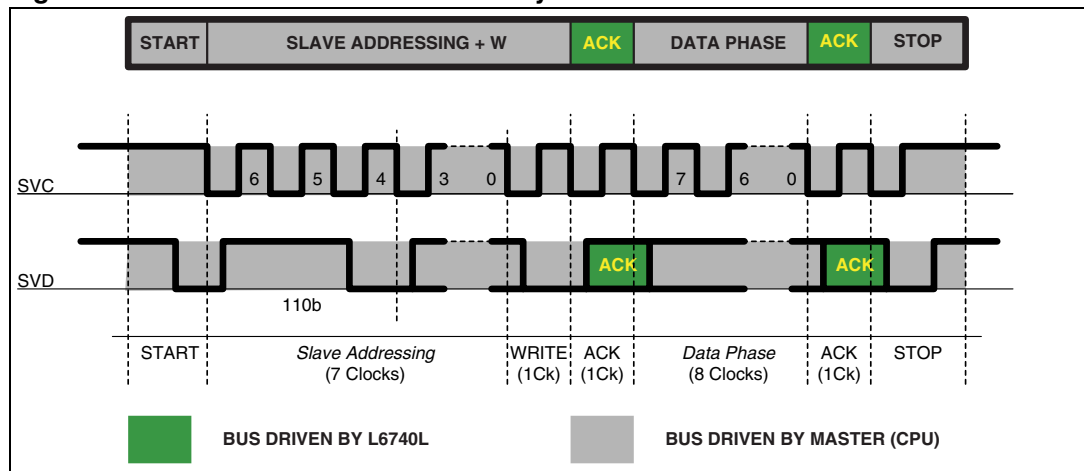 START SLAVE ADDRESSING + W ACK DATA PHASE ACK STOP
SVC 6 5 4 3 0 7 6 0
SVD ACK ACK
110b
START Slave Addressing WRITE ACK Data Phase ACK STOP
(7 Clocks) (1Ck) (1Ck) (8 Clocks) (1Ck)
BUS DRIVEN BY L6740L BUS DRIVEN BY MASTER (CPU)